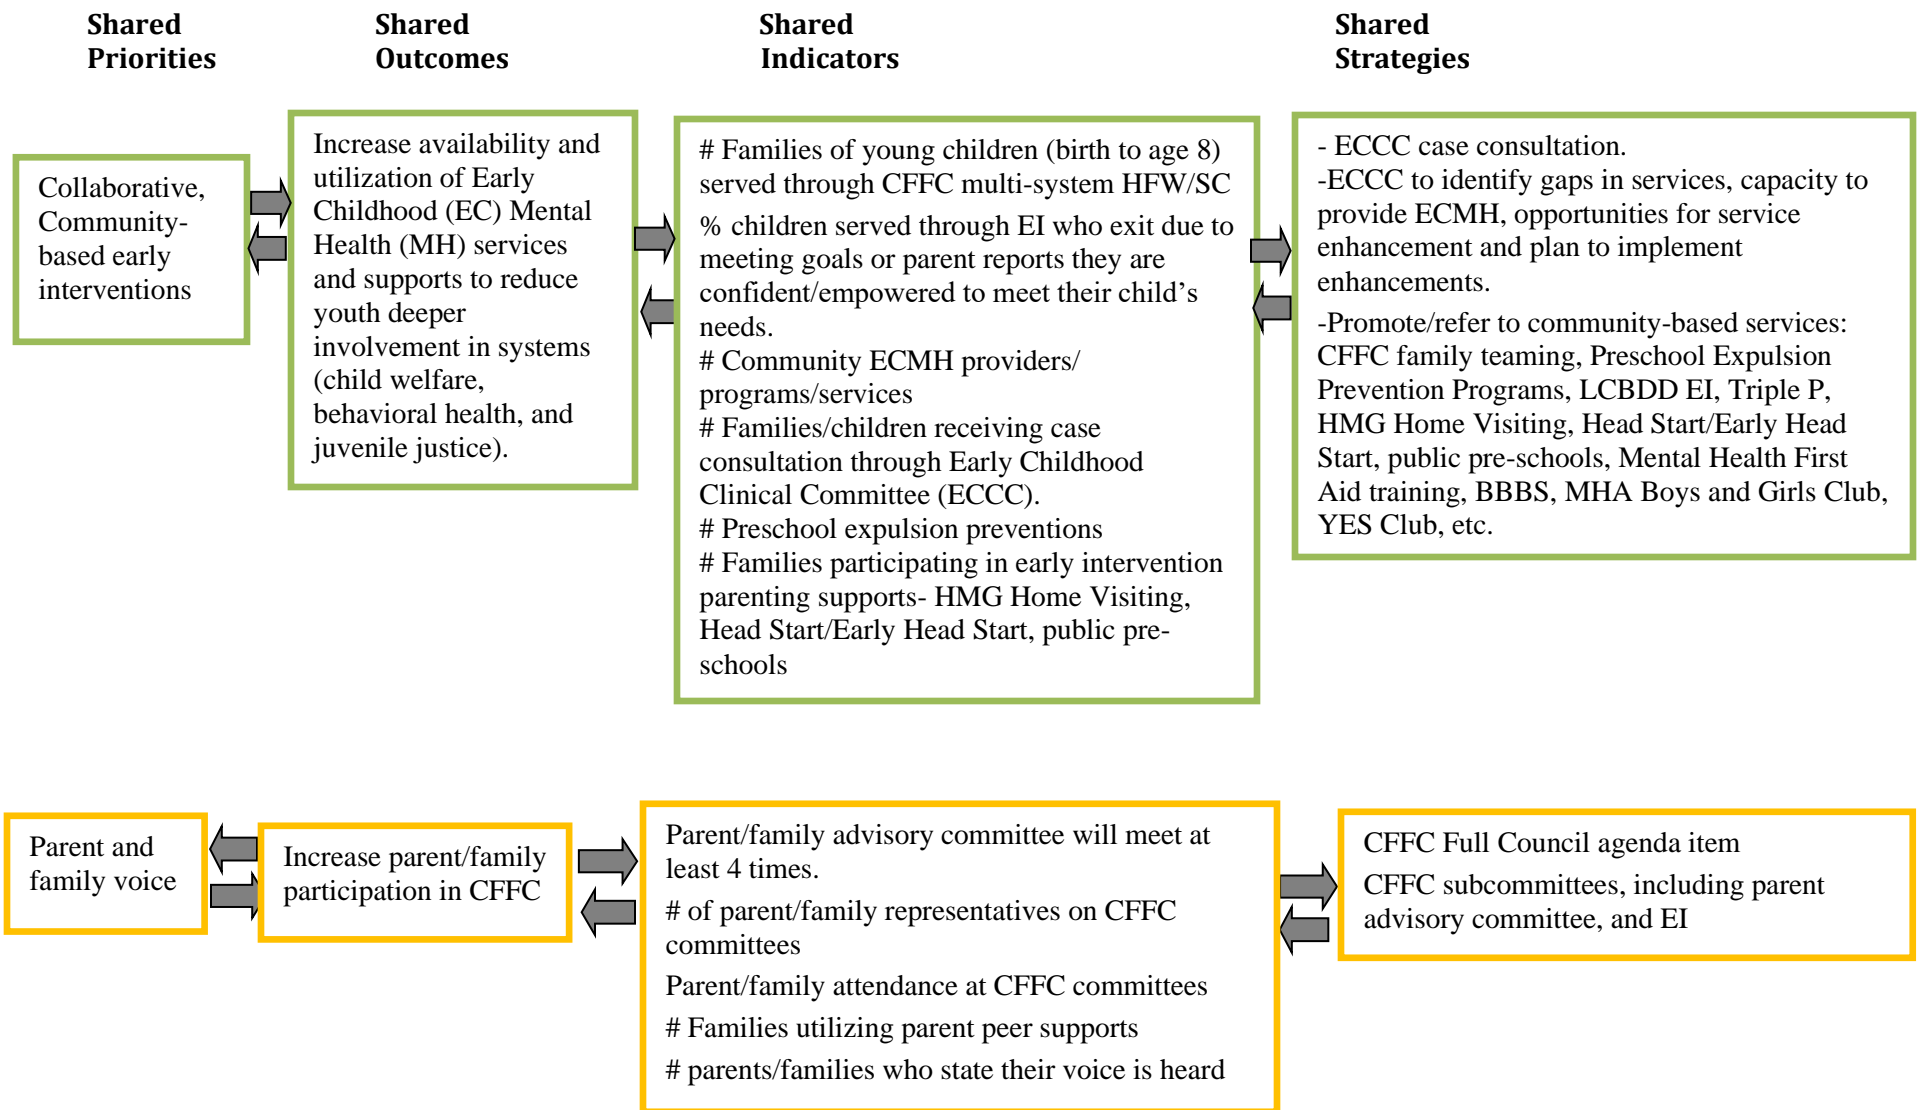 Shared
Priorities
Shared
Outcomes
Shared
Indicators
Shared
Strategies
Collaborative,
Community-
based early
interventions
Increase availability and
utilization of Early
Childhood (EC) Mental
Health (MH) services
and supports to reduce
youth deeper
involvement in systems
(child welfare,
behavioral health, and
juvenile justice).
# Families of young children (birth to age 8)
served through CFFC multi-system HFW/SC
% children served through EI who exit due to
meeting goals or parent reports they are
confident/empowered to meet their child’s
needs.
# Community ECMH providers/
programs/services
# Families/children receiving case
consultation through Early Childhood
Clinical Committee (ECCC).
# Preschool expulsion preventions
# Families participating in early intervention
parenting supports- HMG Home Visiting,
Head Start/Early Head Start, public pre-
schools
- ECCC case consultation.
-ECCC to identify gaps in services, capacity to
provide ECMH, opportunities for service
enhancement and plan to implement
enhancements.
-Promote/refer to community-based services:
CFFC family teaming, Preschool Expulsion
Prevention Programs, LCBDD EI, Triple P,
HMG Home Visiting, Head Start/Early Head
Start, public pre-schools, Mental Health First
Aid training, BBBS, MHA Boys and Girls Club,
YES Club, etc.
Parent and
family voice
Increase parent/family
participation in CFFC
Parent/family advisory committee will meet at
least 4 times.
# of parent/family representatives on CFFC
committees
Parent/family attendance at CFFC committees
# Families utilizing parent peer supports
# parents/families who state their voice is heard
CFFC Full Council agenda item
CFFC subcommittees, including parent
advisory committee, and EI